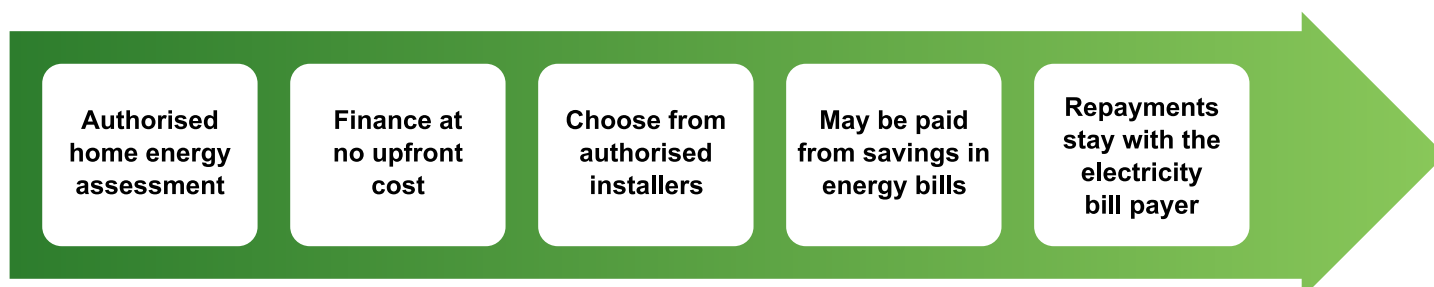 Authorised
home energy
assessment
Finance at
no upfront
cost
Choose from
authorised
installers
May be paid
from savings in
energy bills
Repayments
stay with the
electricity
bill payer